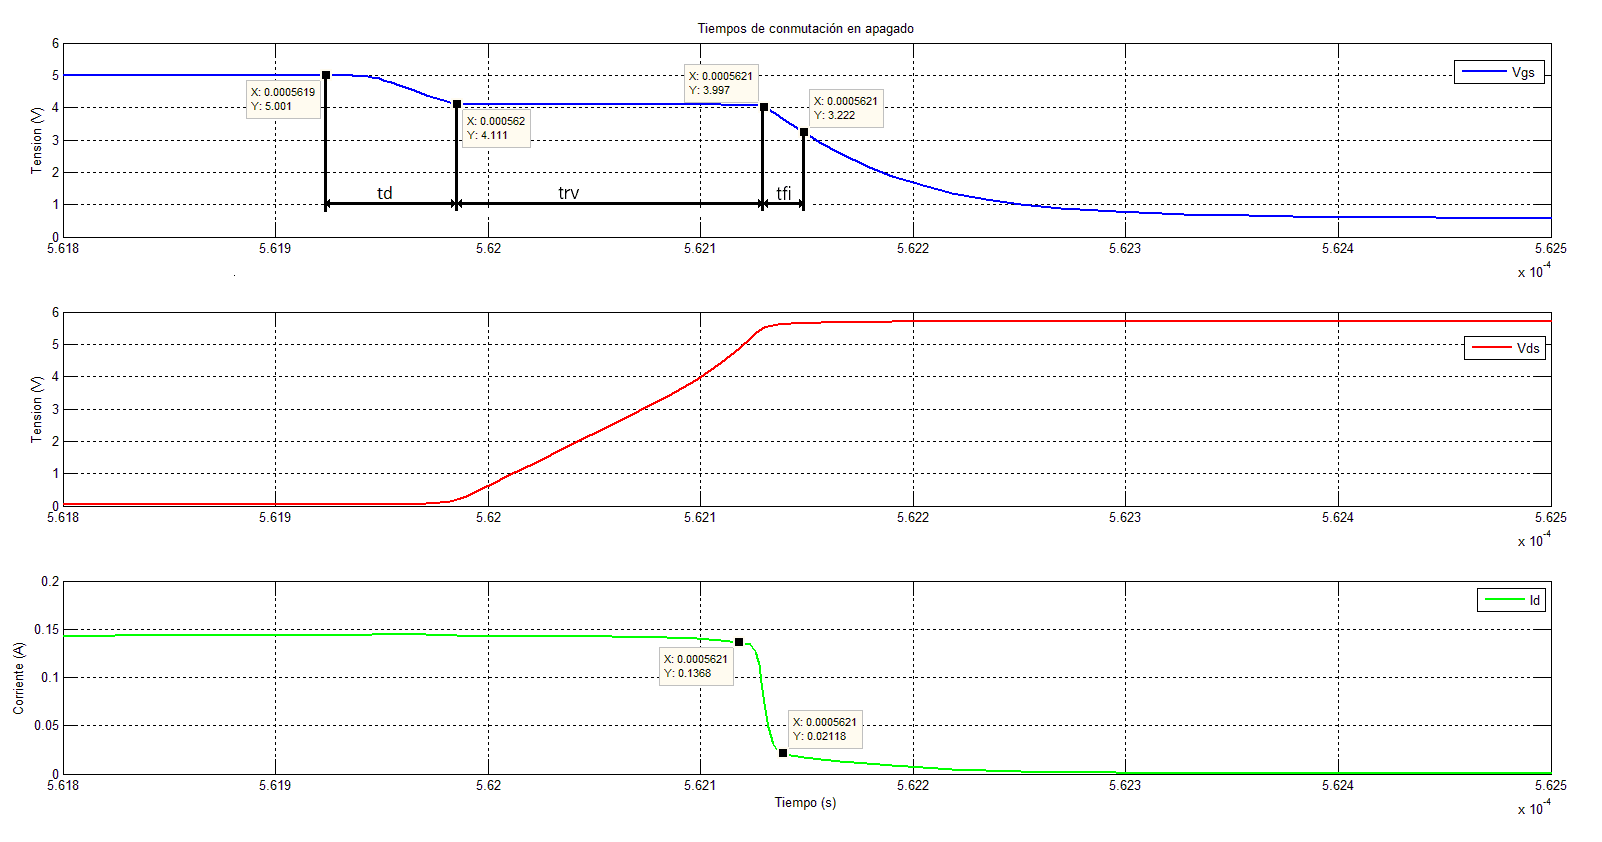 Tiempos de conmutación en apagado
6
5
4
3
2
1
0
Tension (V)
Vgs
X: 0.0005619
Y: 5.001
X: 0.000562
Y: 4.111
X: 0.0005621
Y: 3.997
X: 0.0005621
Y: 3.222
td
trv
tfi
5.618
5.619
5.62
5.621
5.622
5.623
5.624
5.625
x 10-4
6
5
4
3
2
1
0
Tension (V)
Vds
5.618
5.619
5.62
5.621
5.622
5.623
5.624
5.625
x 10-4
0.2
0.15
0.1
0.05
0
Corriente (A)
Id
X: 0.0005621
Y: 0.1368
X: 0.0005621
Y: 0.02118
5.618
5.619
5.62
5.621
5.622
5.623
5.624
5.625
Tiempo (s)
x 10-4